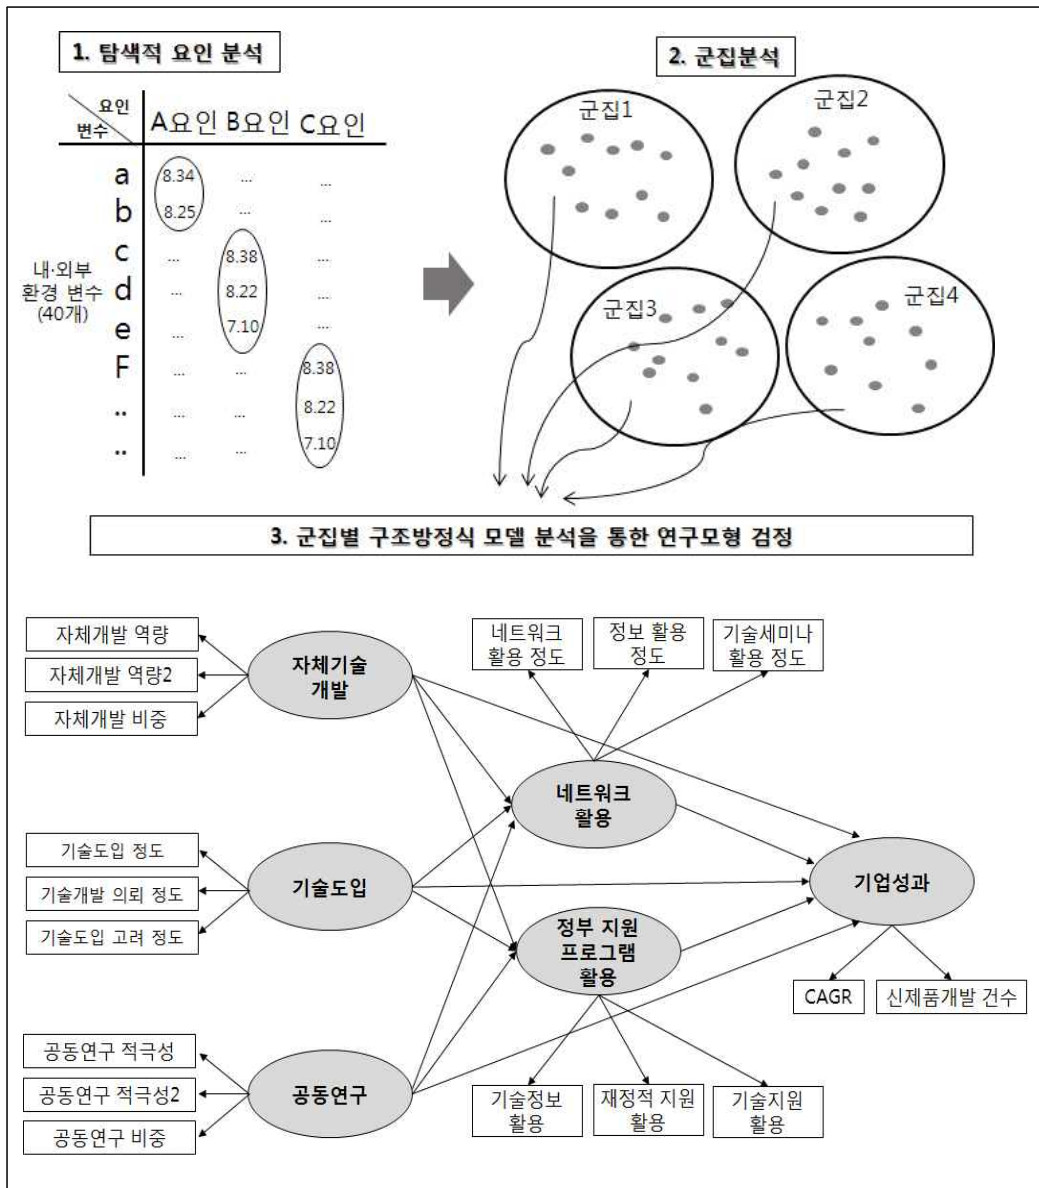 1. 탐색적 요인 분석
요인
변수
A요인 B요인 C요인
a 8.34 ... ...
b 8.25 ... ...
c ... 8.38
내·외부
환경 변수
(40개)
d ... 8.22 ...
e ... 7.10 ...
F ... ... 8.38
.. ... ... 8.22
.. ... ... 7.10
2. 군집분석
군집1
군집2
군집3
군집4
3. 군집별 구조방정식 모델 분석을 통한 연구모형 검정
자체개발 역량
자체개발 역량2
자체개발 비중
자체기술
개발
네트워크
활용 정도
정보 활용
정도
기술세미나
활용 정도
네트워크
활용
기술도입 정도
기술개발 의뢰 정도
기술도입 고려 정도
기술도입
기업성과
정부 지원
프로그램
활용
CAGR
신제품개발 건수
공동연구 적극성
공동연구 적극성2
공동연구 비중
공동연구
기술정보
활용
재정적 지원
활용
기술지원
활용